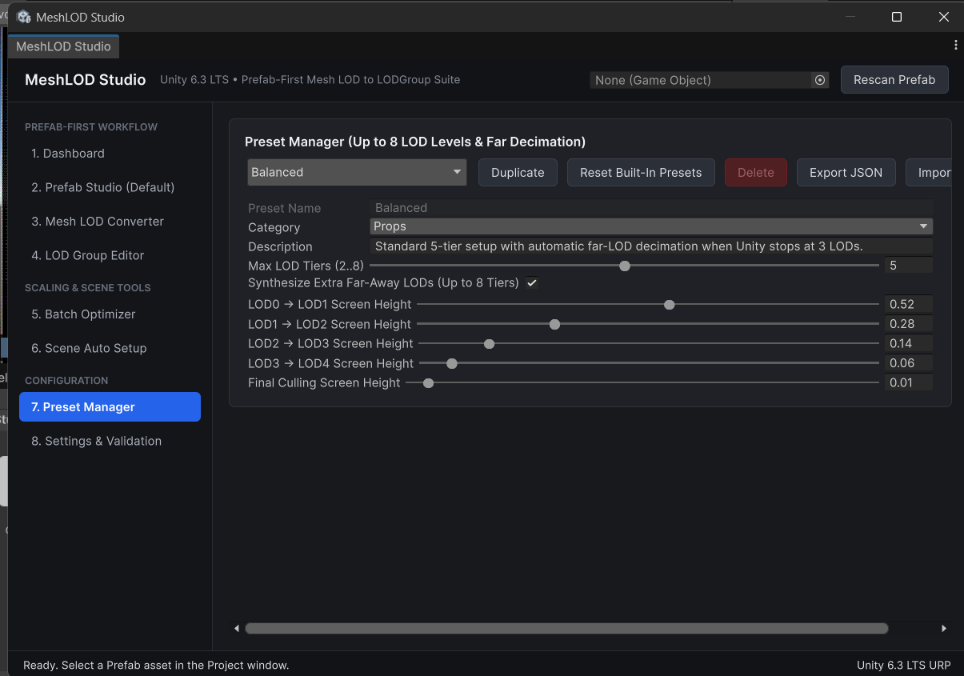 MeshLOD Studio
MeshLOD Studio
MeshLOD Studio Unity 6.3 LTS • Prefab-First Mesh LOD to LODGroup Suite None (Game Object) Rescan Prefab
PREFAB-FIRST WORKFLOW
1. Dashboard
2. Prefab Studio (Default)
3. Mesh LOD Converter
4. LOD Group Editor
SCALING & SCENE TOOLS
5. Batch Optimizer
6. Scene Auto Setup
CONFIGURATION
7. Preset Manager
8. Settings & Validation
Preset Manager (Up to 8 LOD Levels & Far Decimation)
Balanced Duplicate Reset Built-In Presets Delete Export JSON Impor
Preset Name Balanced
Category Props
Description Standard 5-tier setup with automatic far-LOD decimation when Unity stops at 3 LODs.
Max LOD Tiers (2..8) 5
Synthesize Extra Far-Away LODs (Up to 8 Tiers)
LOD0 → LOD1 Screen Height 0.52
LOD1 → LOD2 Screen Height 0.28
LOD2 → LOD3 Screen Height 0.14
LOD3 → LOD4 Screen Height 0.06
Final Culling Screen Height 0.01
Ready. Select a Prefab asset in the Project window. Unity 6.3 LTS URP